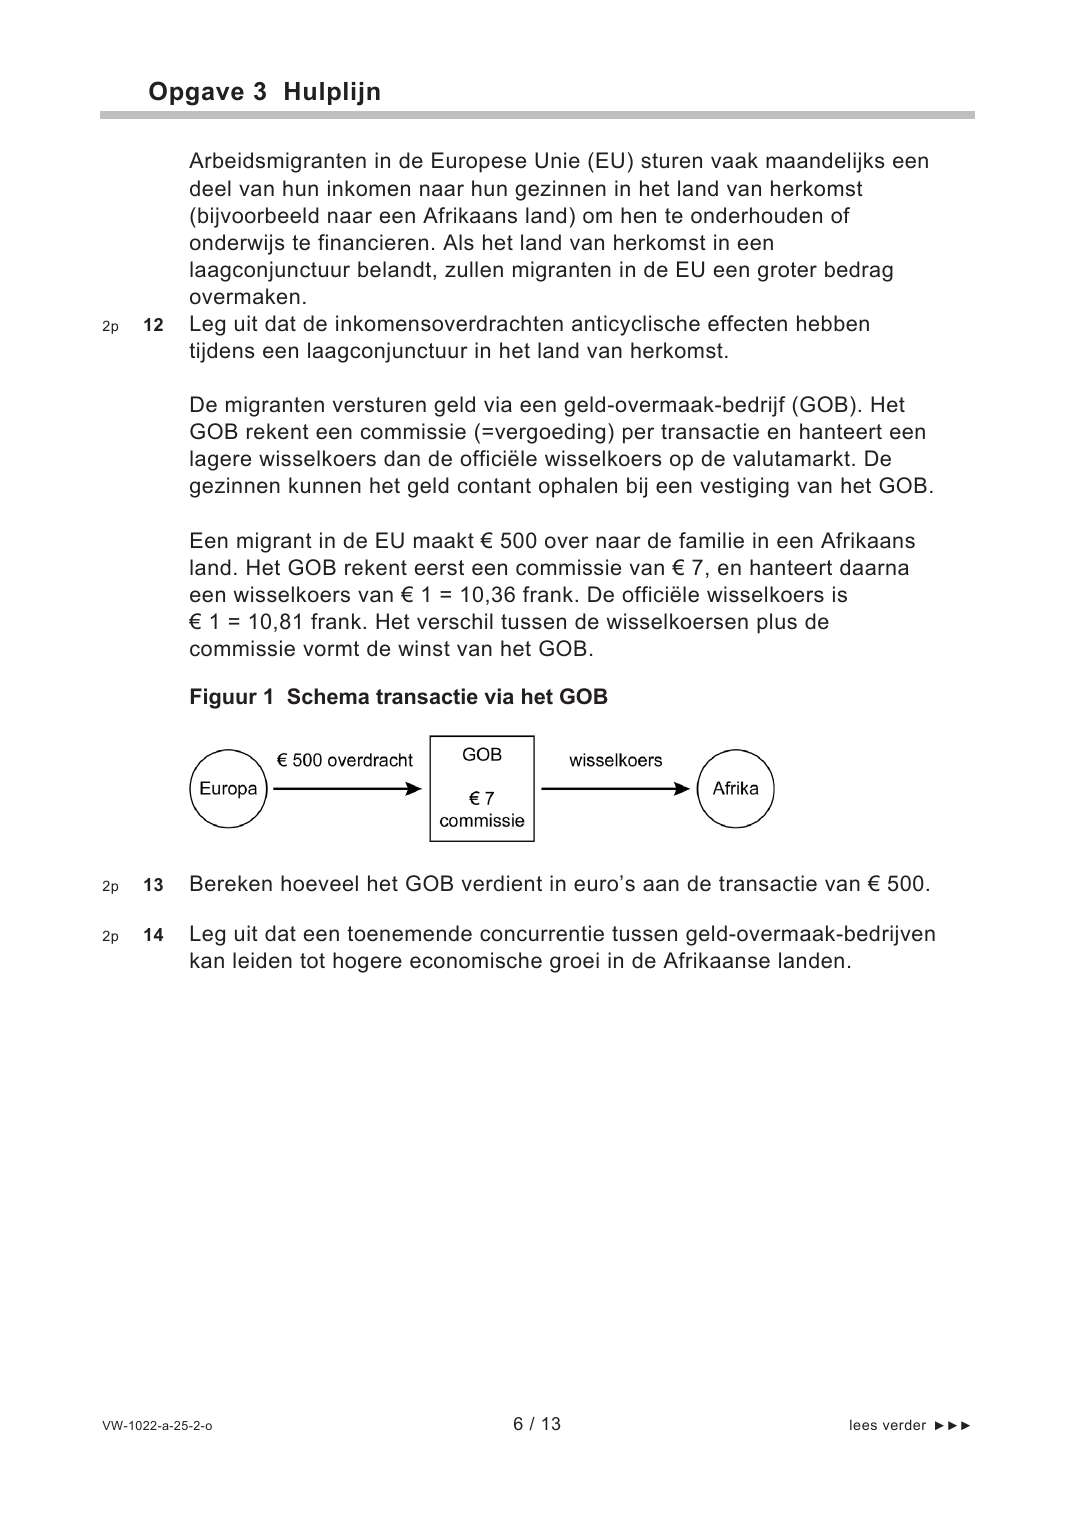 Opgave 3  Hulplijn
Arbeidsmigranten in de Europese Unie (EU) sturen vaak maandelijks een
deel van hun inkomen naar hun gezinnen in het land van herkomst
(bijvoorbeeld naar een Afrikaans land) om hen te onderhouden of
onderwijs te financieren. Als het land van herkomst in een
laagconjunctuur belandt, zullen migranten in de EU een groter bedrag
overmaken.
2p 12 Leg uit dat de inkomensoverdrachten anticyclische effecten hebben
tijdens een laagconjunctuur in het land van herkomst.
De migranten versturen geld via een geld-overmaak-bedrijf (GOB). Het
GOB rekent een commissie (=vergoeding) per transactie en hanteert een
lagere wisselkoers dan de officiële wisselkoers op de valutamarkt. De
gezinnen kunnen het geld contant ophalen bij een vestiging van het GOB.
Een migrant in de EU maakt € 500 over naar de familie in een Afrikaans
land. Het GOB rekent eerst een commissie van € 7, en hanteert daarna
een wisselkoers van € 1 = 10,36 frank. De officiële wisselkoers is
€ 1 = 10,81 frank. Het verschil tussen de wisselkoersen plus de
commissie vormt de winst van het GOB.
Figuur 1  Schema transactie via het GOB
Europa
€ 500 overdracht
GOB
€ 7
commissie
wisselkoers
Afrika
2p 13 Bereken hoeveel het GOB verdient in euro’s aan de transactie van € 500.
2p 14 Leg uit dat een toenemende concurrentie tussen geld-overmaak-bedrijven
kan leiden tot hogere economische groei in de Afrikaanse landen.
VW-1022-a-25-2-o 6 / 13 lees verder ►►►